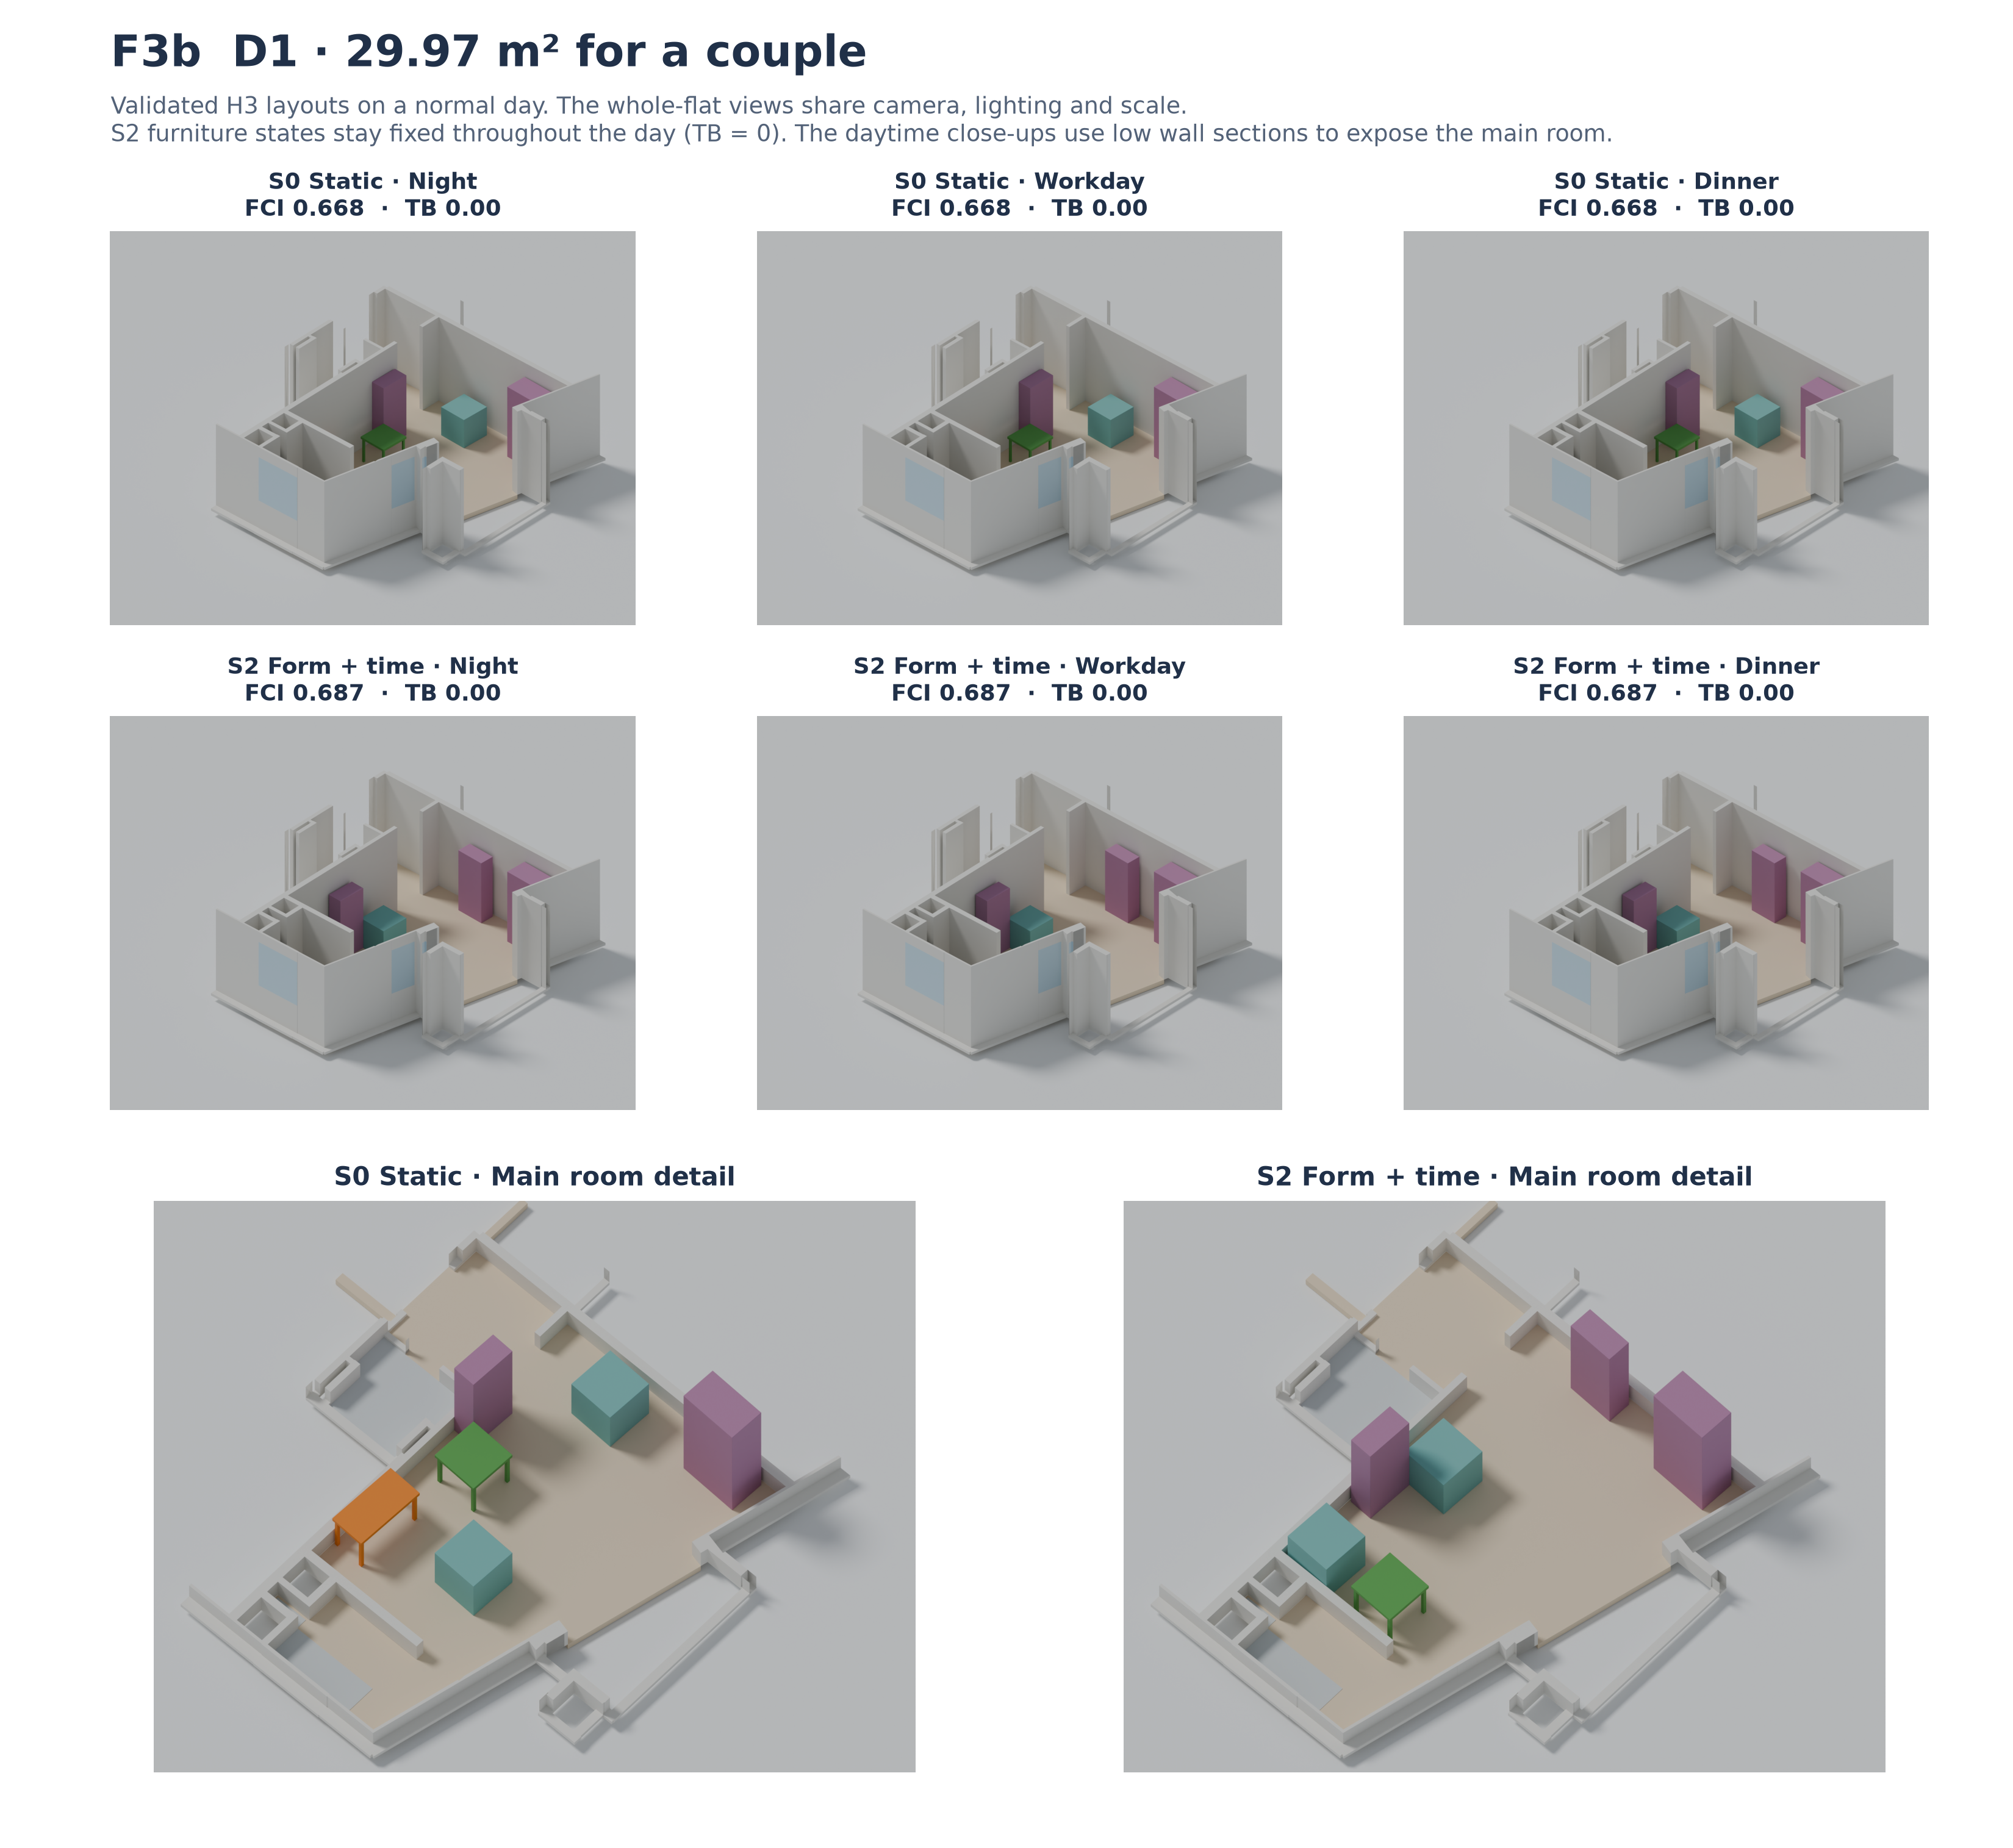 F3b  D1 · 29.97 m² for a couple
Validated H3 layouts on a normal day. The whole-flat views share camera, lighting and scale.
S2 furniture states stay fixed throughout the day (TB = 0). The daytime close-ups use low wall sections to expose the main room.
S0 Static · Night
FCI 0.668 · TB 0.00
S0 Static · Workday
FCI 0.668 · TB 0.00
S0 Static · Dinner
FCI 0.668 · TB 0.00
S2 Form + time · Night
FCI 0.687 · TB 0.00
S2 Form + time · Workday
FCI 0.687 · TB 0.00
S2 Form + time · Dinner
FCI 0.687 · TB 0.00
S0 Static · Main room detail
S2 Form + time · Main room detail